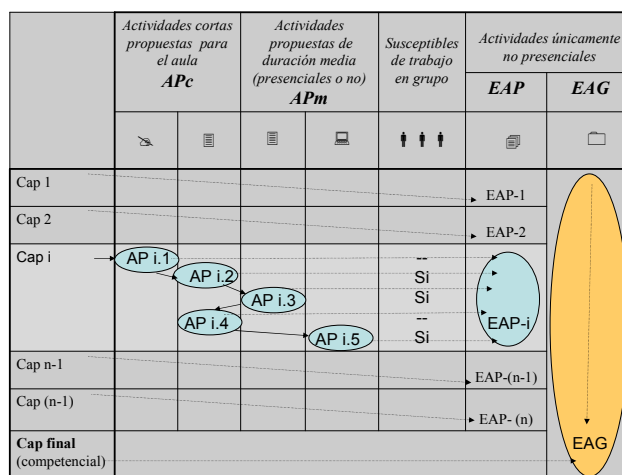 Actividades cortas
propuestas para
el aula
APc
Actividades
propuestas de
duración media
(presenciales o no)
APm
Susceptibles
de trabajo
en grupo
Actividades únicamente
no presenciales
EAP
EAG
Cap 1
EAP-1
Cap 2
EAP-2
Cap i
AP i.1
--
AP i.2
Si
AP i.3
Si
AP i.4
--
EAP-i
AP i.5
Si
Cap n-1
EAP-(n-1)
Cap (n-1)
EAP- (n)
Cap final
(competencial)
EAG